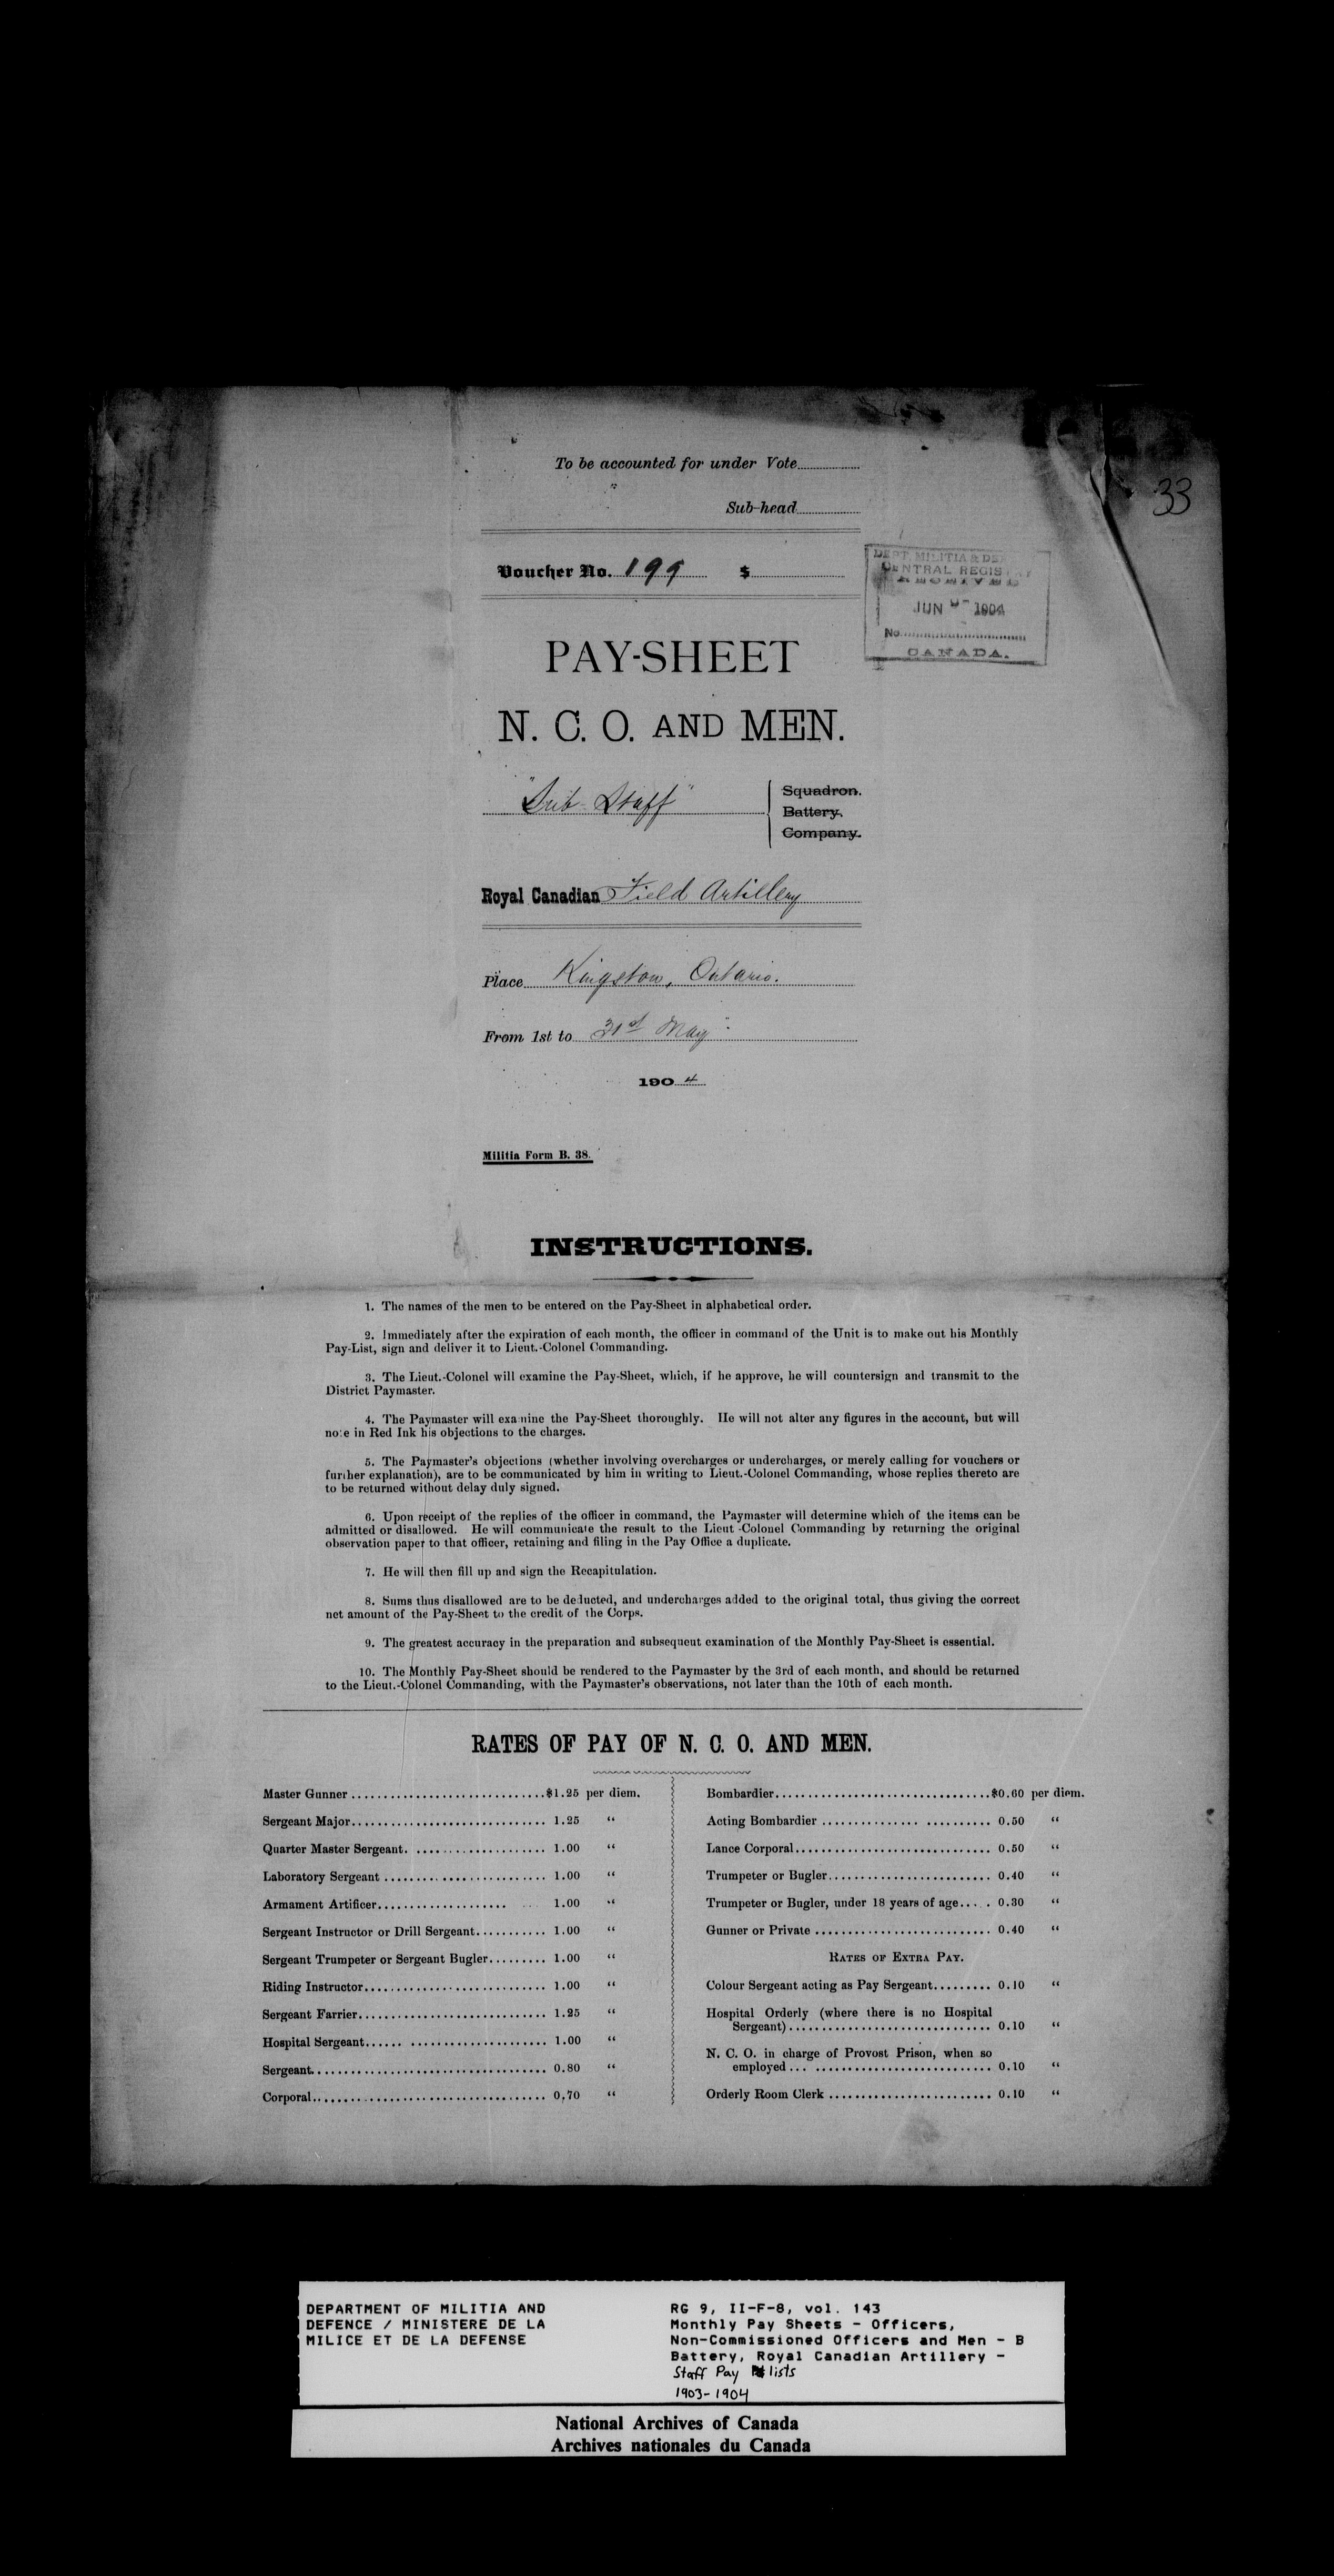 To be accounted for under Vote
33
Sub-head
Voucher No. 199 $
DEPT. MILITIA & DE
CENTRAL REGIS
JUN 1904
No.
CANADA.
PAY-SHEET
N. C. O. AND MEN.
"Sub-Staff"
Squadron.
Battery.
Company.
Royal Canadian Field Artillery
Place Kingston, Ontario.
From 1st to 31st May
190 4
Militia Form B. 38.
INSTRUCTIONS.
1. The names of the men to be entered on the Pay-Sheet in alphabetical order.
2. Immediately after the expiration of each month, the officer in command of the Unit is to make out his Monthly
Pay-List, sign and deliver it to Lieut.-Colonel Commanding.
3. The Lieut.-Colonel will examine the Pay-Sheet, which, if he approve, he will countersign and transmit to the
District Paymaster.
4. The Paymaster will examine the Pay-Sheet thoroughly. He will not alter any figures in the account, but will
note in Red Ink his objections to the charges.
5. The Paymaster's objections (whether involving overcharges or undercharges, or merely calling for vouchers or
further explanation), are to be communicated by him in writing to Lieut.-Colonel Commanding, whose replies thereto are
to be returned without delay duly signed.
6. Upon receipt of the replies of the officer in command, the Paymaster will determine which of the items can be
admitted or disallowed. He will communicate the result to the Lieut -Colonel Commanding by returning the original
observation paper to that officer, retaining and filing in the Pay Office a duplicate.
7. He will then fill up and sign the Recapitulation.
8. Sums thus disallowed are to be deducted, and undercharges added to the original total, thus giving the correct
net amount of the Pay-Sheet to the credit of the Corps.
9. The greatest accuracy in the preparation and subsequent examination of the Monthly Pay-Sheet is essential.
10. The Monthly Pay-Sheet should be rendered to the Paymaster by the 3rd of each month, and should be returned
to the Lieut.-Colonel Commanding, with the Paymaster's observations, not later than the 10th of each month.
RATES OF PAY OF N. C. O. AND MEN.
Master Gunner $1.25 per diem.
Sergeant Major 1.25 "
Quarter Master Sergeant. 1.00 "
Laboratory Sergeant 1.00 "
Armament Artificer 1.00 "
Sergeant Instructor or Drill Sergeant 1.00 "
Sergeant Trumpeter or Sergeant Bugler 1.00 "
Riding Instructor 1.00 "
Sergeant Farrier 1.25 "
Hospital Sergeant 1.00 "
Sergeant 0.80 "
Corporal 0.70 "
Bombardier $0.60 per diem.
Acting Bombardier 0.50 "
Lance Corporal 0.50 "
Trumpeter or Bugler 0.40 "
Trumpeter or Bugler, under 18 years of age 0.30 "
Gunner or Private 0.40 "
RATES OF EXTRA PAY.
Colour Sergeant acting as Pay Sergeant 0.10 "
Hospital Orderly (where there is no Hospital
Sergeant) 0.10 "
N. C. O. in charge of Provost Prison, when so
employed 0.10 "
Orderly Room Clerk 0.10 "
DEPARTMENT OF MILITIA AND
DEFENCE / MINISTERE DE LA
MILICE ET DE LA DEFENSE
RG 9, II-F-8, vol. 143
Monthly Pay Sheets - Officers,
Non-Commissioned Officers and Men - B
Battery, Royal Canadian Artillery -
Staff Pay lists
1903-1904
National Archives of Canada
Archives nationales du Canada